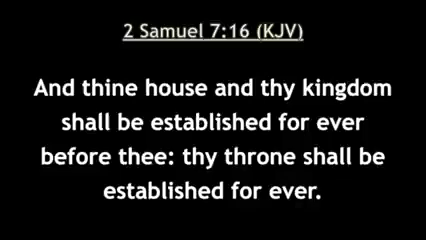 2 Samuel 7:16 (KJV)
And thine house and thy kingdom
shall be established for ever
before thee: thy throne shall be
established for ever.